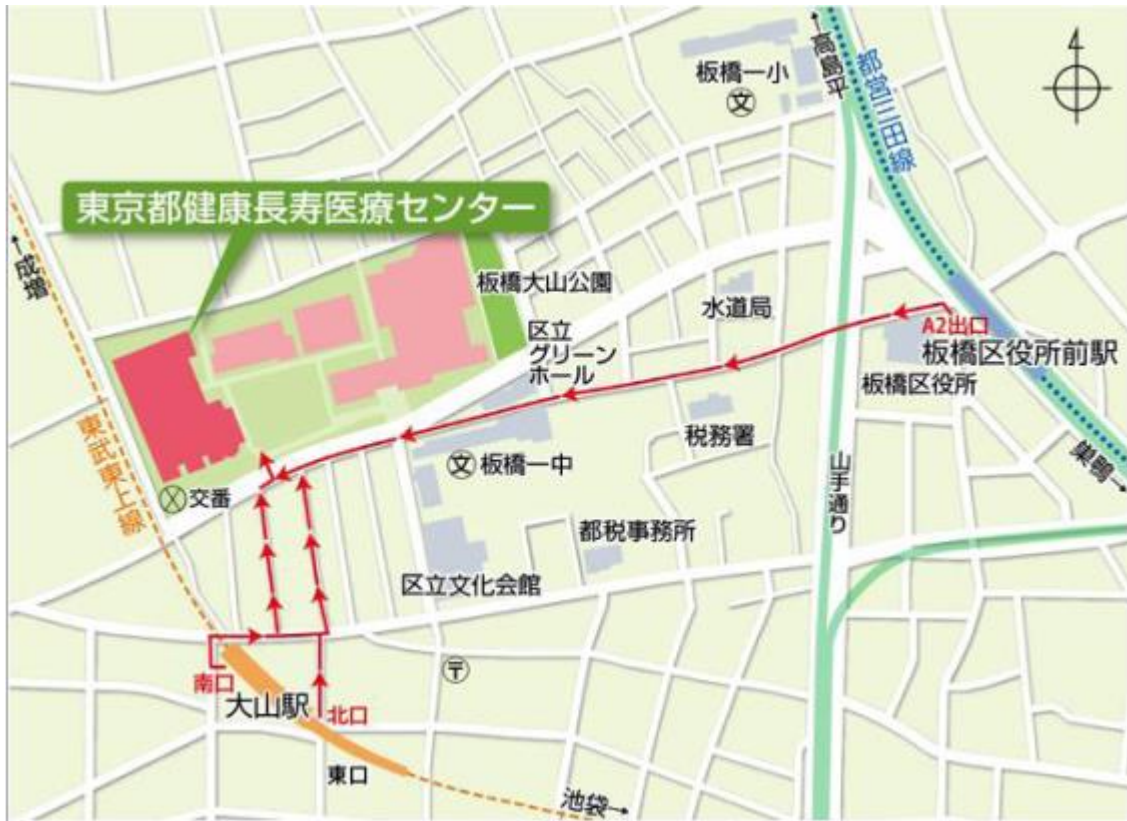 ↑高島平
板橋一小
文
4
都営三田線
東京都健康長寿医療センター
↑成増
板橋大山公園
水道局
区立
グリーン
ホール
A2出口
板橋区役所前駅
板橋区役所
税務署
文 板橋一中
東武東上線
交番
山手通り
巣鴨→
都税事務所
区立文化会館
〒
南口
大山駅
北口
東口
池袋→